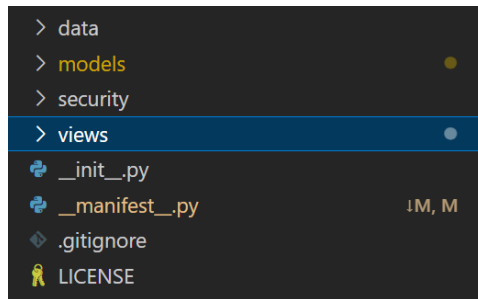 data
models
security
views
__init__.py
__manifest__.py ↓M, M
.gitignore
LICENSE